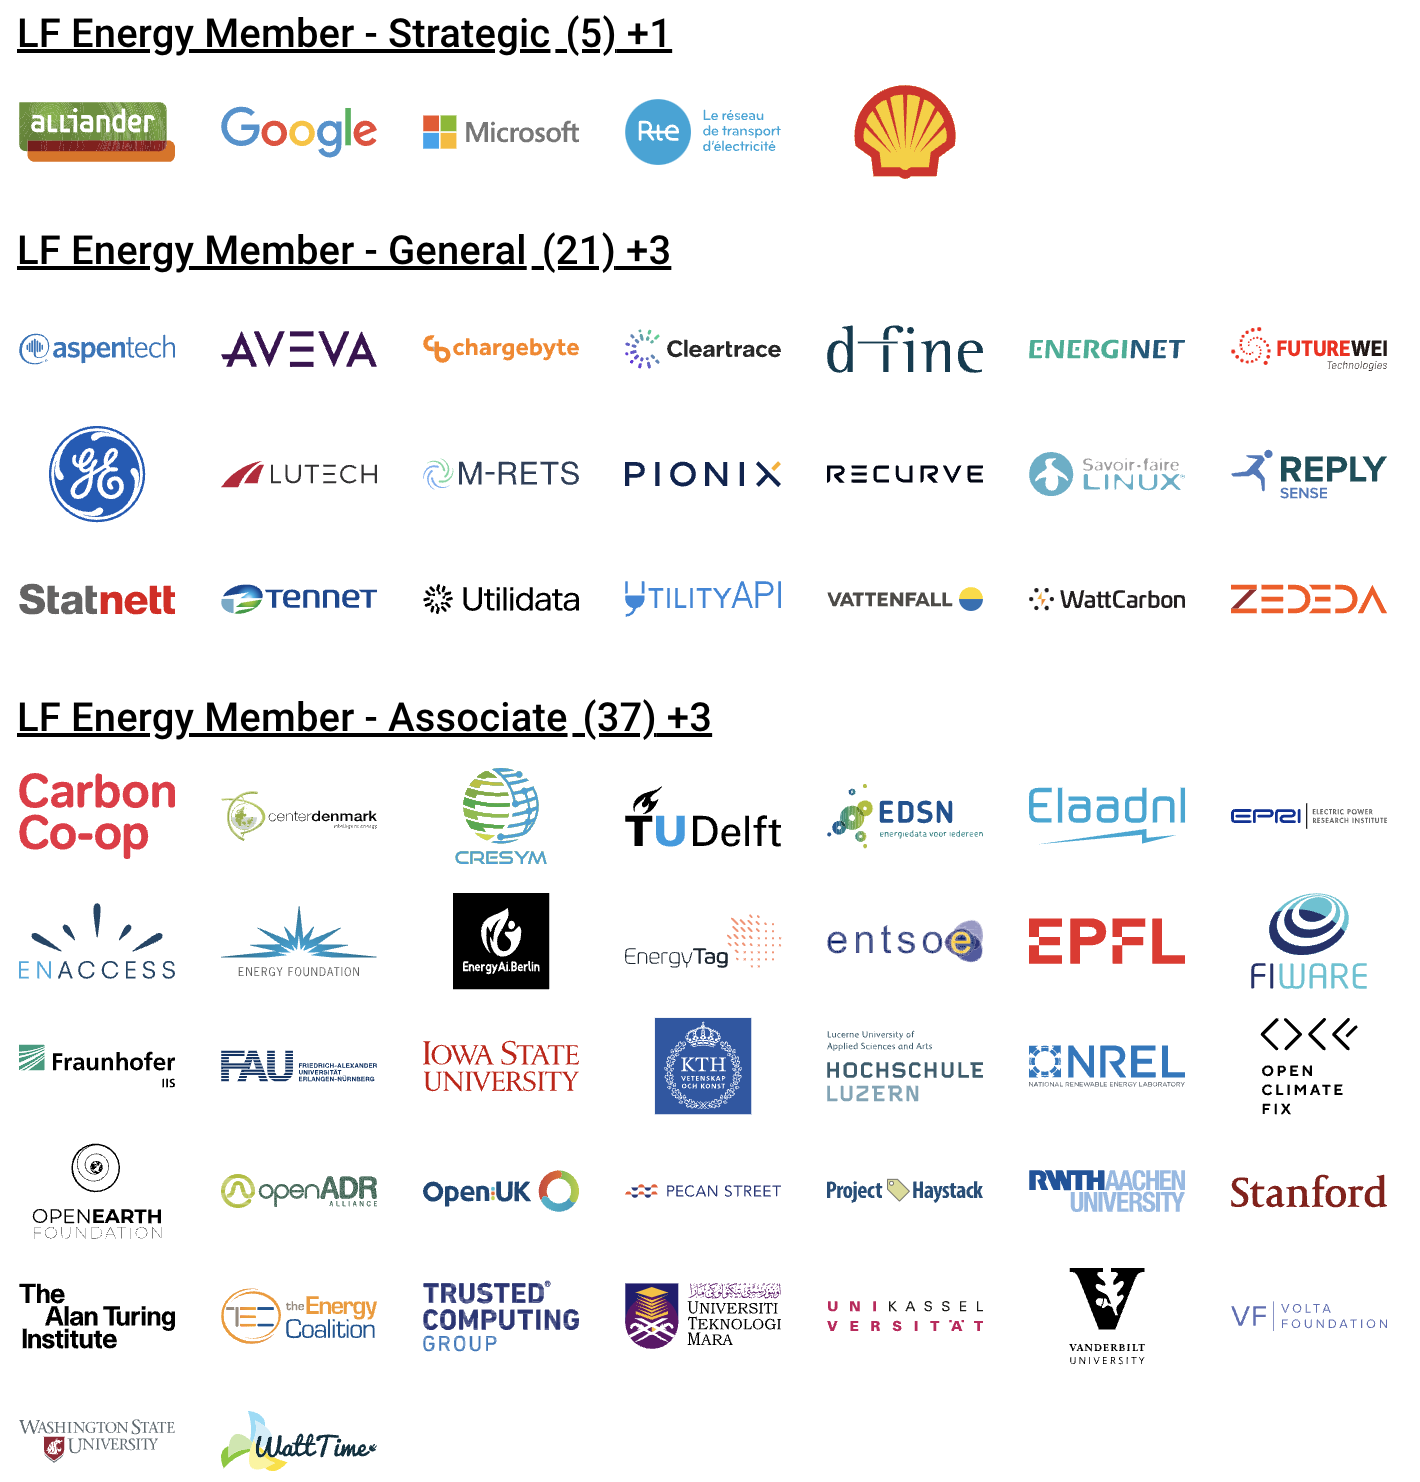 LF Energy Member - Strategic (5) +1
alliander
Google
Microsoft
Rte
Le réseau
de transport
d'électricité
LF Energy Member - General (21) +3
aspentech
AVEVA
chargebyte
Cleartrace
d-fine
ENERGINET
FUTUREWEI
Technologies
GE
LUTECH
M-RETS
PIONIX
RECURVE
Savoir-faire
LINUX
REPLY
SENSE
Statnett
TENNET
Utilidata
UTILITYAPI
VATTENFALL
WattCarbon
ZEDEDA
LF Energy Member - Associate (37) +3
Carbon
Co-op
centerdenmark
CRESYM
TU Delft
EDSN
energiedata voor iedereen
Elaadnl
EPRI
ELECTRIC POWER
RESEARCH INSTITUTE
ENACCESS
ENERGY FOUNDATION
EnergyAi.Berlin
EnergyTag
entsoe
EPFL
FIWARE
Fraunhofer
IIS
FAU
FRIEDRICH-ALEXANDER
UNIVERSITÄT
ERLANGEN-NÜRNBERG
IOWA STATE
UNIVERSITY
KTH
VETENSKAP
OCH KONST
Lucerne University of
Applied Sciences and Arts
HOCHSCHULE
LUZERN
NREL
NATIONAL RENEWABLE ENERGY LABORATORY
OPEN
CLIMATE
FIX
OPENEARTH
FOUNDATION
openADR
ALLIANCE
Open:UK
PECAN STREET
Project Haystack
RWTHAACHEN
UNIVERSITY
Stanford
The
Alan Turing
Institute
TEC
the Energy
Coalition
TRUSTED®
COMPUTING
GROUP
UNIVERSITI
TEKNOLOGI
MARA
UNIKASSEL
VERSITÄT
V
VANDERBILT
UNIVERSITY
VF
VOLTA
FOUNDATION
WASHINGTON STATE
UNIVERSITY
WattTime